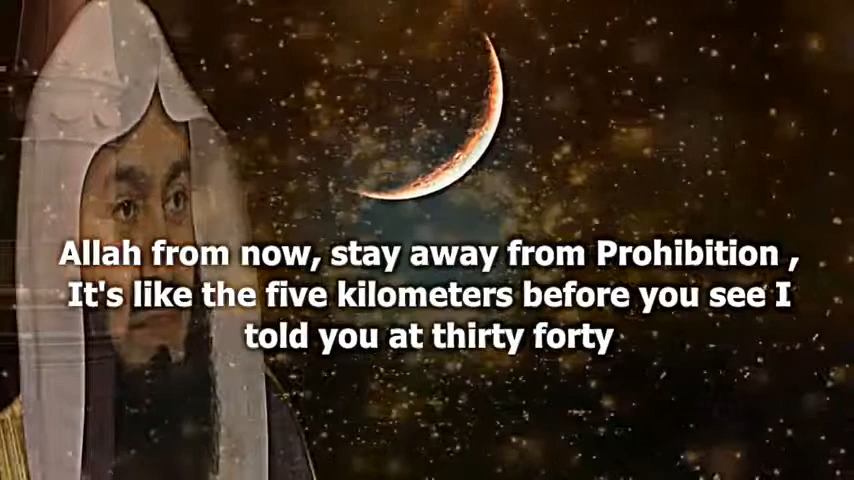 Allah from now, stay away from Prohibition ,
It's like the five kilometers before you see I
told you at thirty forty